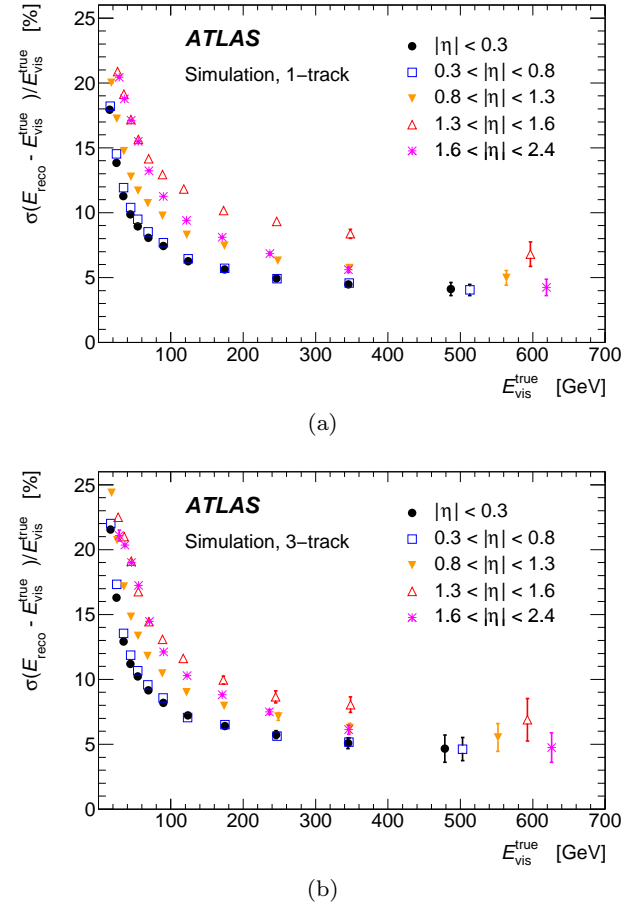 σ(E_reco - E_vis^true)/E_vis^true [%]
25
20
15
10
5
0
ATLAS
Simulation, 1-track
|η| < 0.3
0.3 < |η| < 0.8
0.8 < |η| < 1.3
1.3 < |η| < 1.6
1.6 < |η| < 2.4
0 100 200 300 400 500 600 700
E_vis^true [GeV]
(a)
σ(E_reco - E_vis^true)/E_vis^true [%]
25
20
15
10
5
0
ATLAS
Simulation, 3-track
|η| < 0.3
0.3 < |η| < 0.8
0.8 < |η| < 1.3
1.3 < |η| < 1.6
1.6 < |η| < 2.4
0 100 200 300 400 500 600 700
E_vis^true [GeV]
(b)